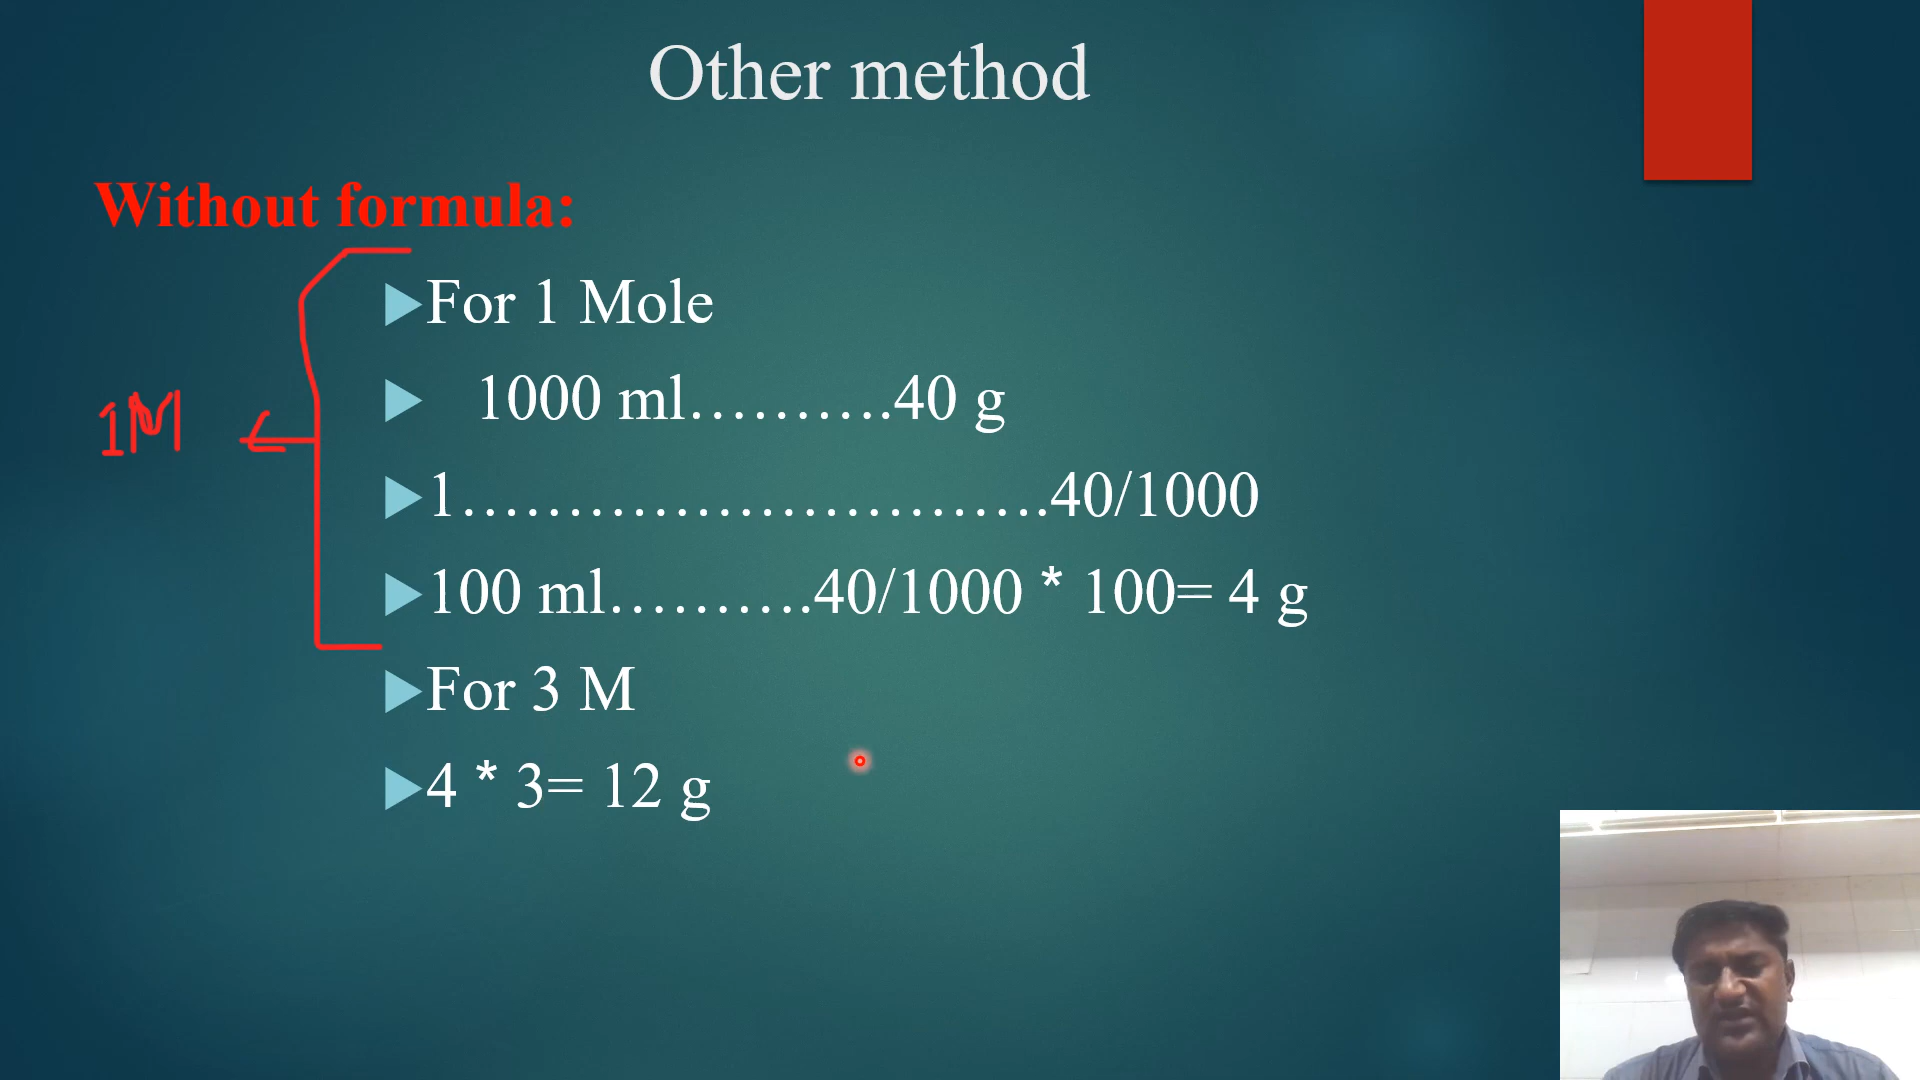 Other method
Without formula:
For 1 Mole
1000 ml……….40 g
1……………………….40/1000
1M
100 ml……….40/1000 * 100= 4 g
For 3 M
4 * 3= 12 g